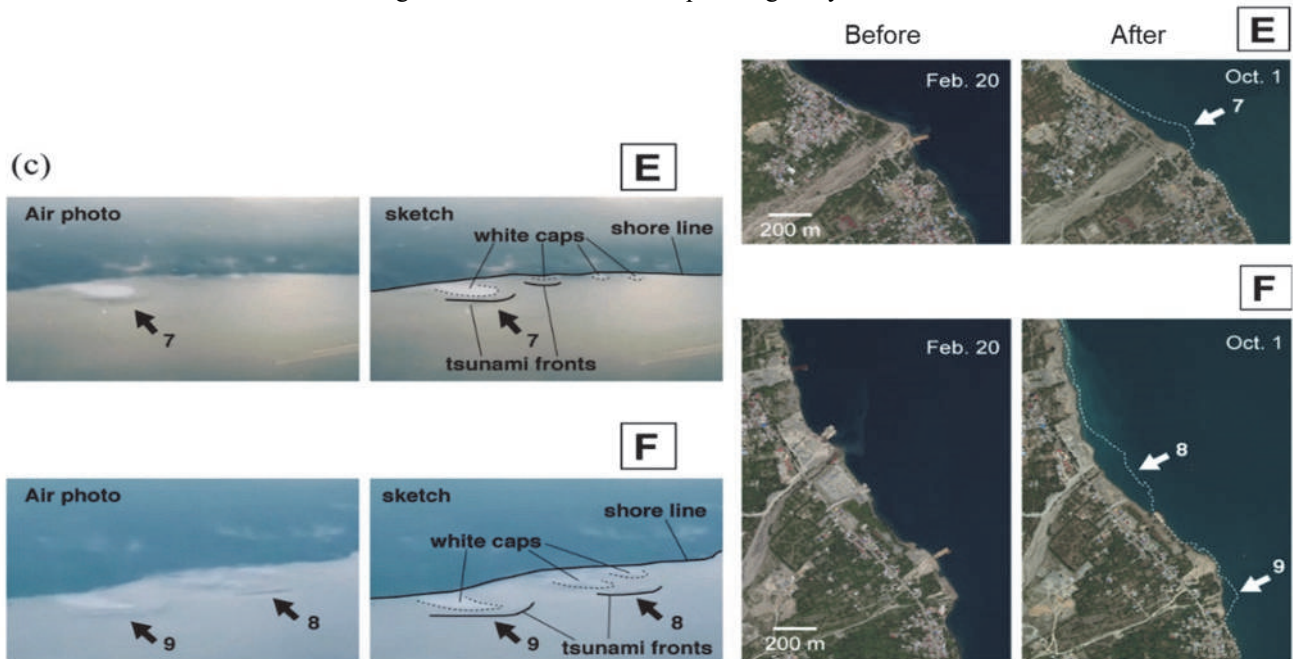 (c)
E
Air photo
7
sketch
white caps
shore line
7
tsunami fronts
F
Air photo
9
8
sketch
shore line
white caps
9
8
tsunami fronts
Before
After
E
Feb. 20
200 m
Oct. 1
7
F
Feb. 20
200 m
Oct. 1
8
9